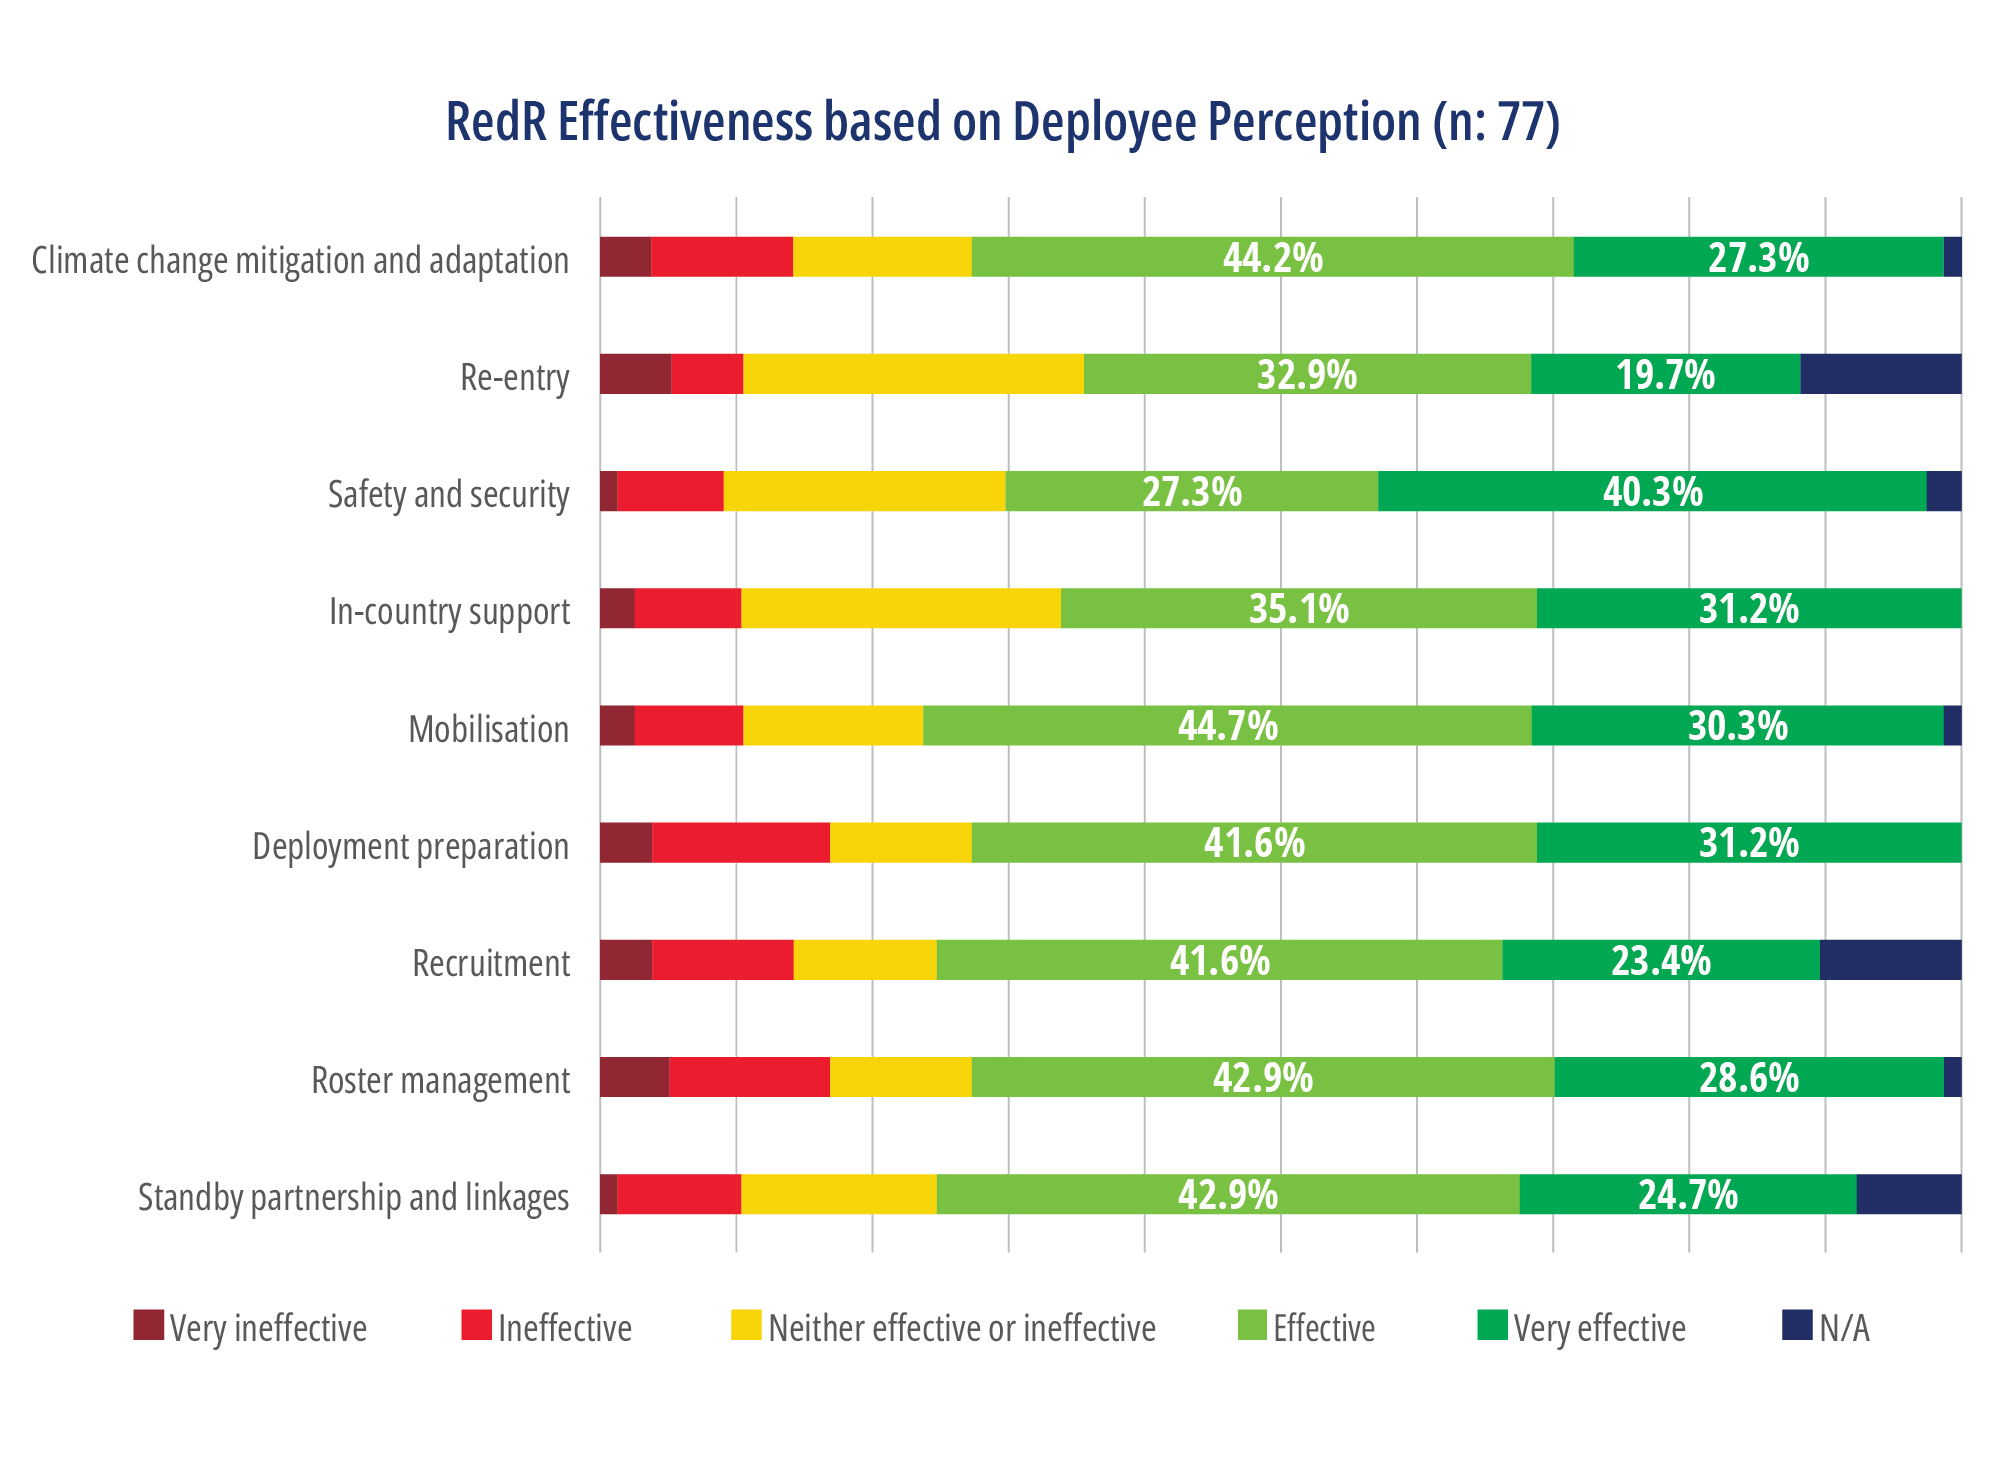 RedR Effectiveness based on Deployee Perception (n: 77)
Climate change mitigation and adaptation 44.2% 27.3%
Re-entry 32.9% 19.7%
Safety and security 27.3% 40.3%
In-country support 35.1% 31.2%
Mobilisation 44.7% 30.3%
Deployment preparation 41.6% 31.2%
Recruitment 41.6% 23.4%
Roster management 42.9% 28.6%
Standby partnership and linkages 42.9% 24.7%
Very ineffective Ineffective Neither effective or ineffective Effective Very effective N/A